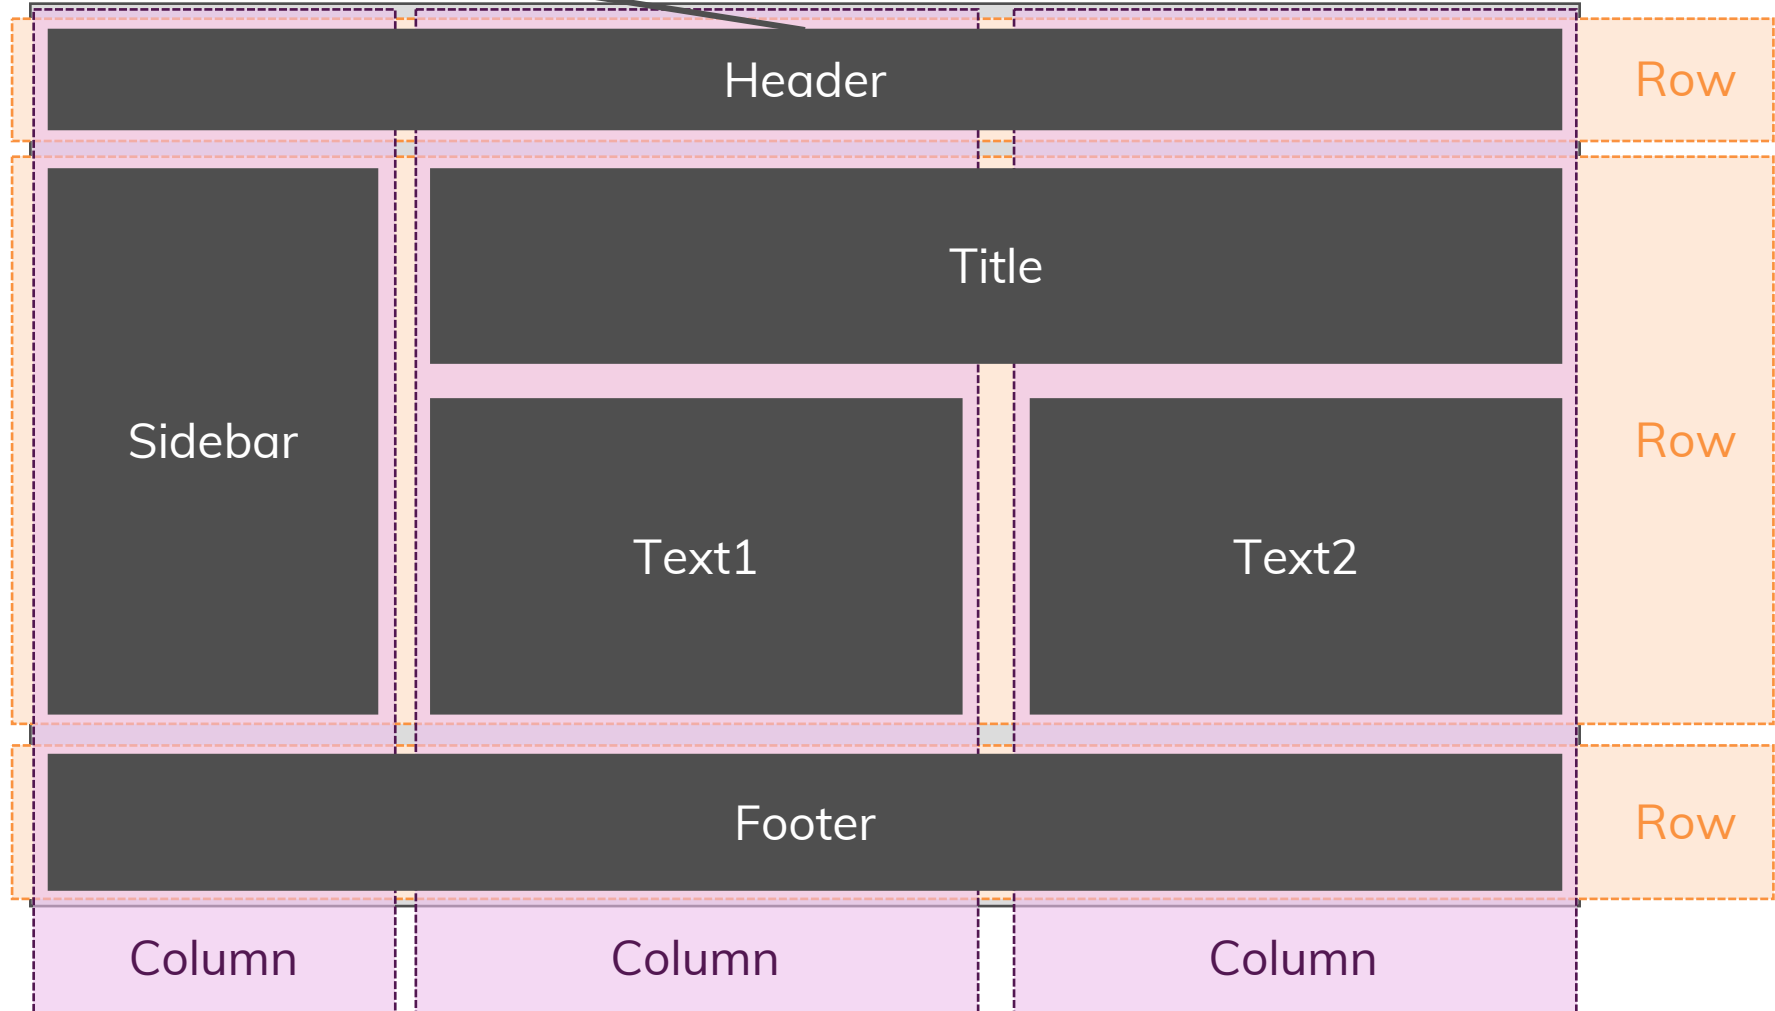 Header
Row
Title
Sidebar
Row
Text1
Text2
Footer
Row
Column
Column
Column